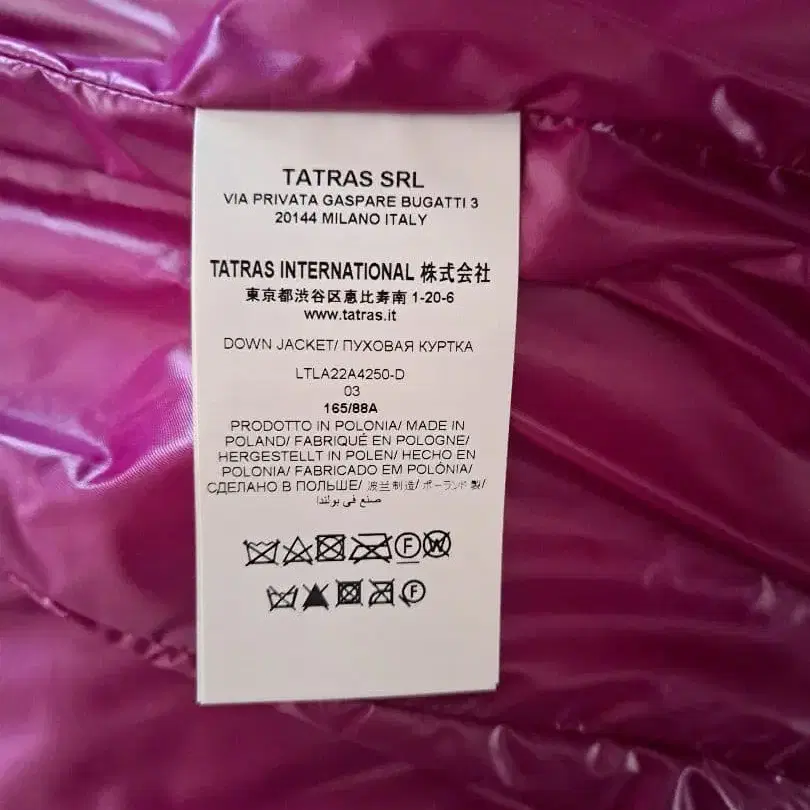 TATRAS SRL
VIA PRIVATA GASPARE BUGATTI 3
20144 MILANO ITALY
TATRAS INTERNATIONAL 株式会社
東京都渋谷区恵比寿南 1-20-6
www.tatras.it
DOWN JACKET/ ПУХОВАЯ КУРТКА
LTLA22A4250-D
03
165/88A
PRODOTTO IN POLONIA/ MADE IN
POLAND/ FABRIQUÉ EN POLOGNE/
HERGESTELLT IN POLEN/ HECHO EN
POLONIA/ FABRICADO EM POLÓNIA/
СДЕЛАНО В ПОЛЬШЕ/ 波兰制造/ ポーランド製/
صنع في بولندا
F W
F